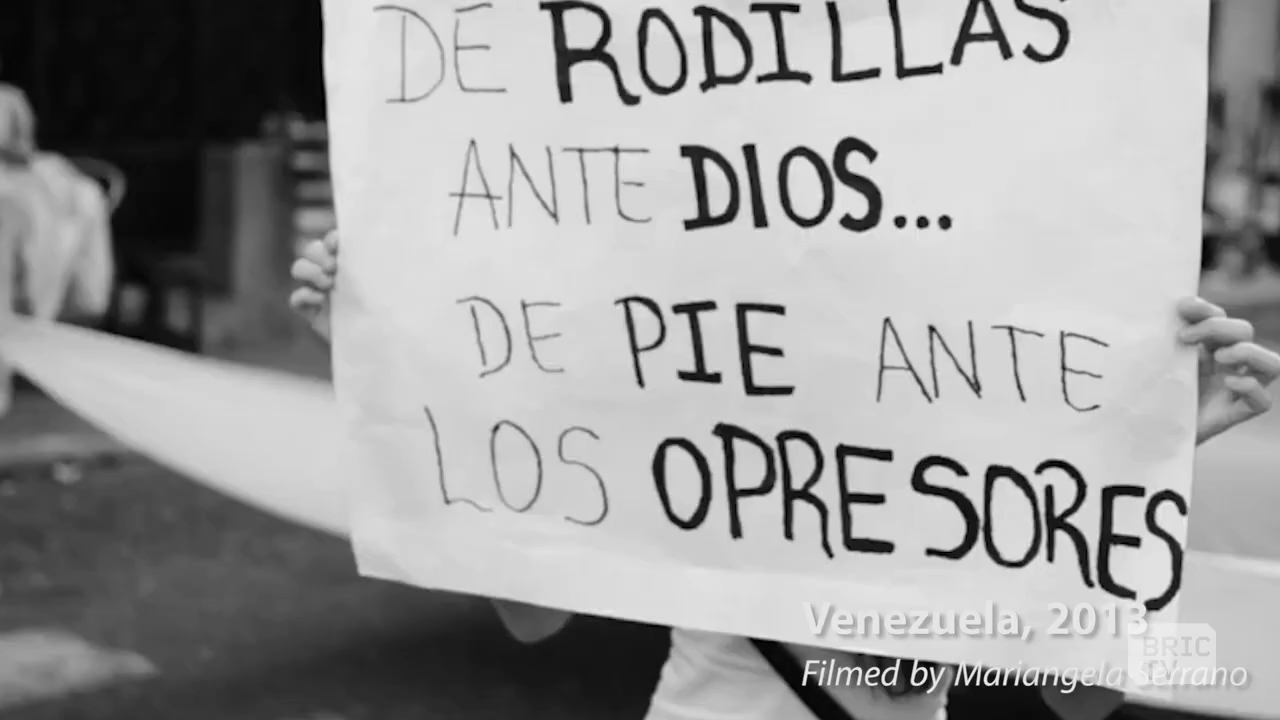 DE RODILLAS
ANTE DIOS...
DE PIE ANTE
LOS OPRESORES
Venezuela, 2013
Filmed by Mariangela Serrano
BRIC
TV